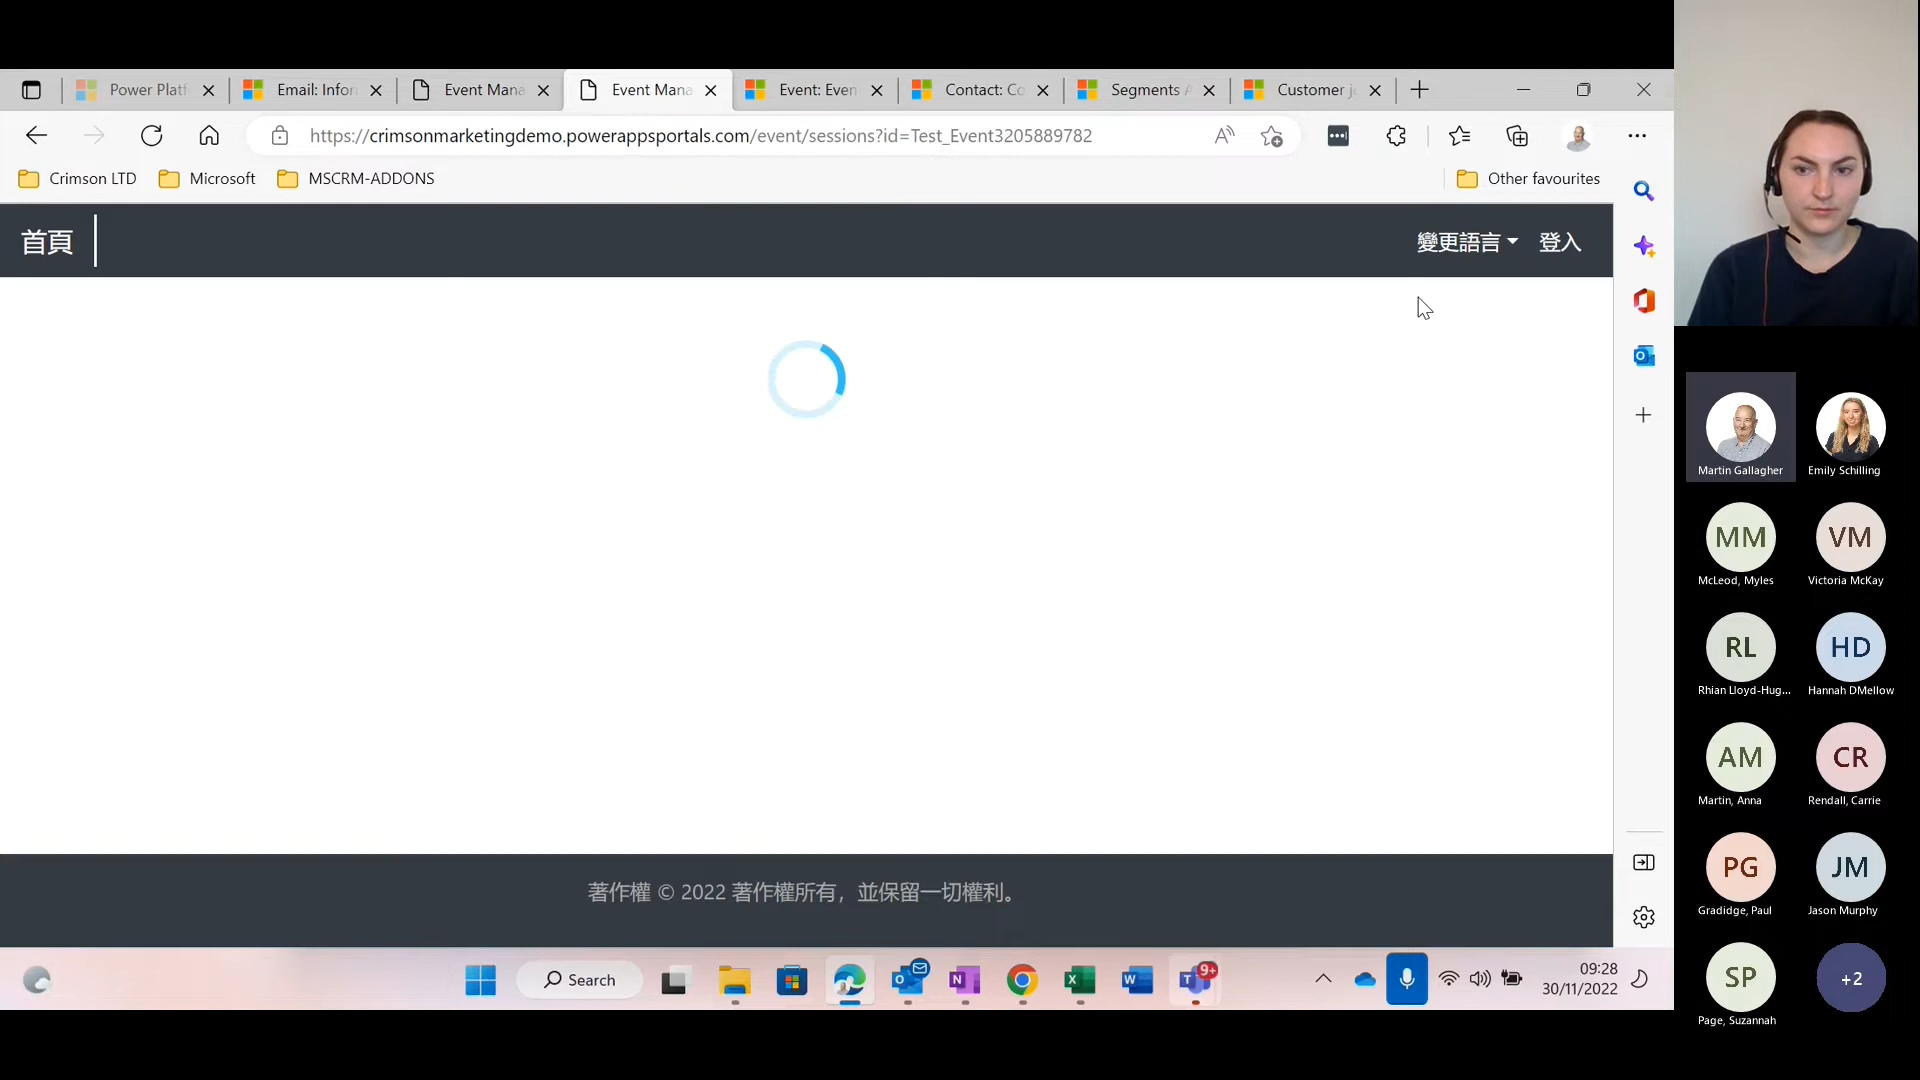 Power Platf
Email: Infor
Event Mana
Event Mana
Event: Even
Contact: Co
Segments A
Customer j
https://crimsonmarketingdemo.powerappsportals.com/event/sessions?id=Test_Event3205889782
Crimson LTD
Microsoft
MSCRM-ADDONS
Other favourites
首頁
變更語言
登入
著作權 © 2022 著作權所有，並保留一切權利。
Search
9+
09:28
30/11/2022
Martin Gallagher
Emily Schilling
MM
McLeod, Myles
VM
Victoria McKay
RL
Rhian Lloyd-Hug...
HD
Hannah DMellow
AM
Martin, Anna
CR
Rendall, Carrie
PG
Gradidge, Paul
JM
Jason Murphy
SP
Page, Suzannah
+2